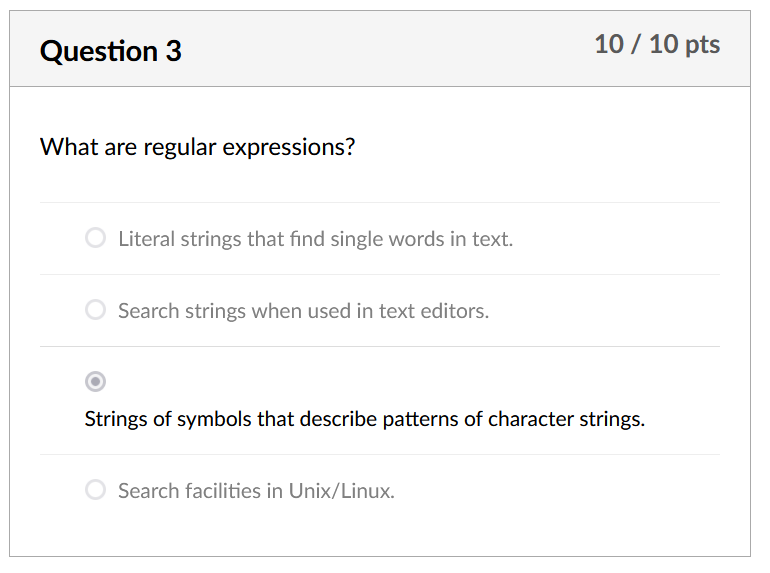 Question 3
10 / 10 pts
What are regular expressions?
Literal strings that find single words in text.
Search strings when used in text editors.
Strings of symbols that describe patterns of character strings.
Search facilities in Unix/Linux.